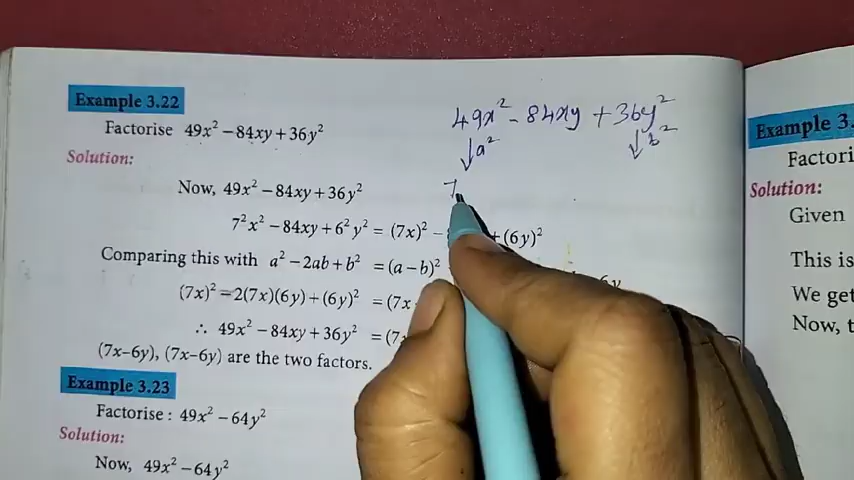 Example 3.22
Factorise 49x² – 84xy + 36y²
Solution:
Now, 49x² – 84xy + 36y²
7²x² – 84xy + 6²y² = (7x)² – + (6y)²
Comparing this with a² – 2ab + b² = (a – b)²
(7x)² – 2(7x)(6y) + (6y)² = (7x
∴ 49x² – 84xy + 36y² = (7
(7x–6y), (7x–6y) are the two factors.
Example 3.23
Factorise : 49x² – 64y²
Solution:
Now, 49x² – 64y²
49x² - 84xy + 36y²
↓a² ↓b²
7
Example 3.
Factori
Solution:
Given
This is
We get
Now, t